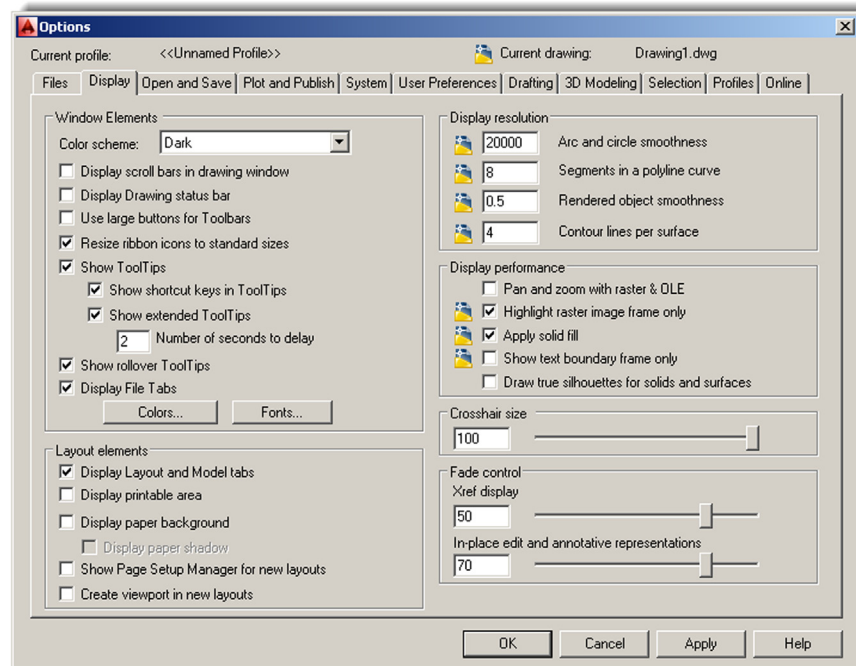 Options
Current profile: <<Unnamed Profile>> Current drawing: Drawing1.dwg
Files Display Open and Save Plot and Publish System User Preferences Drafting 3D Modeling Selection Profiles Online
Window Elements
Color scheme: Dark
Display scroll bars in drawing window
Display Drawing status bar
Use large buttons for Toolbars
Resize ribbon icons to standard sizes
Show ToolTips
Show shortcut keys in ToolTips
Show extended ToolTips
2 Number of seconds to delay
Show rollover ToolTips
Display File Tabs
Colors... Fonts...
Layout elements
Display Layout and Model tabs
Display printable area
Display paper background
Display paper shadow
Show Page Setup Manager for new layouts
Create viewport in new layouts
Display resolution
20000 Arc and circle smoothness
8 Segments in a polyline curve
0.5 Rendered object smoothness
4 Contour lines per surface
Display performance
Pan and zoom with raster & OLE
Highlight raster image frame only
Apply solid fill
Show text boundary frame only
Draw true silhouettes for solids and surfaces
Crosshair size
100
Fade control
Xref display
50
In-place edit and annotative representations
70
OK Cancel Apply Help